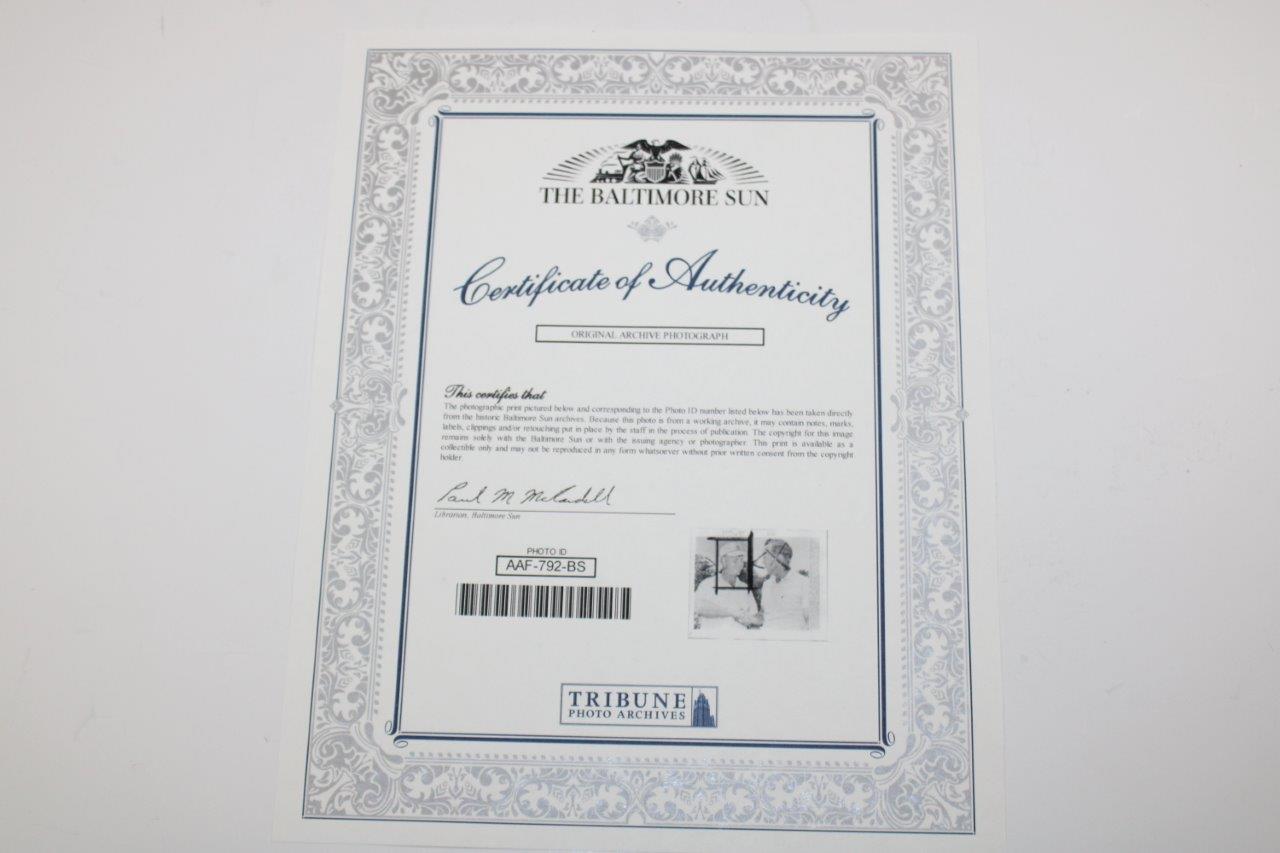 THE BALTIMORE SUN
Certificate of Authenticity
ORIGINAL ARCHIVE PHOTOGRAPH
This certifies that
The photographic print pictured below and corresponding to the Photo ID number listed below has been taken directly
from the historic Baltimore Sun archives. Because this photo is from a working archive, it may contain notes, marks,
labels, clippings and/or retouching put in place by the staff in the process of publication. The copyright for this image
remains solely with the Baltimore Sun or with the issuing agency or photographer. This print is available as a
collectible only and may not be reproduced in any form whatsoever without prior written consent from the copyright
holder.
Paul M
Librarian, Baltimore Sun
PHOTO ID
AAF-792-BS
TRIBUNE
PHOTO ARCHIVES